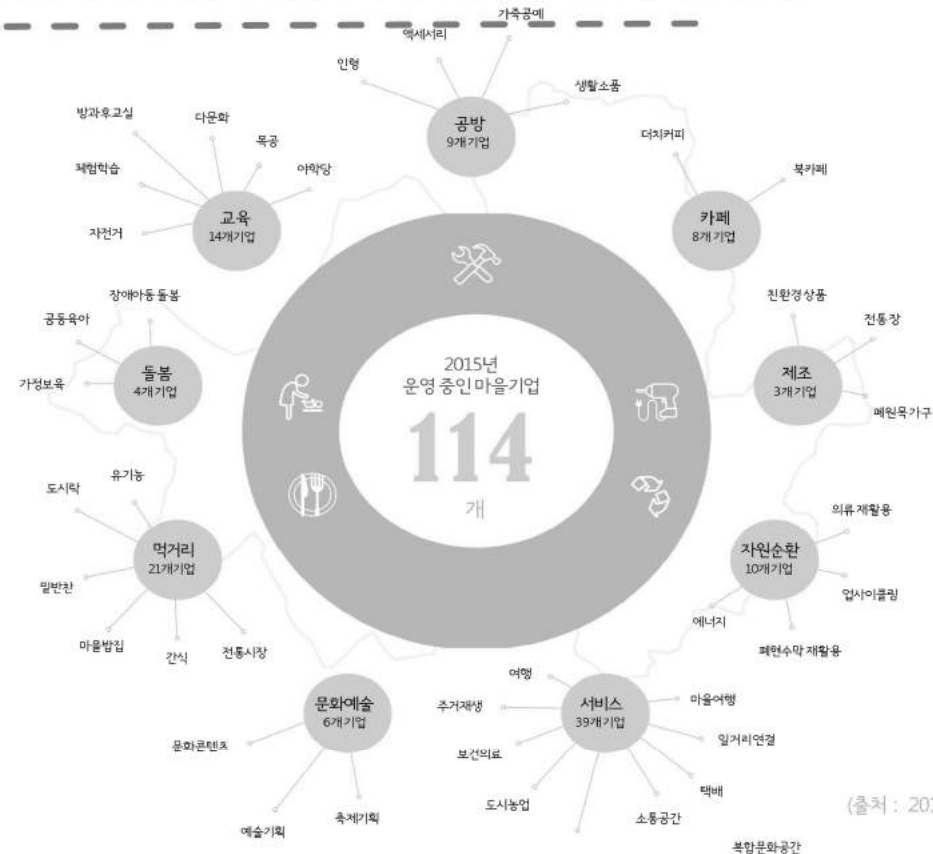 가죽공예
액세서리
인형
생활소품
공방
9개기업
방과후교실
다문화
목공
체험학습
야학당
자전거
교육
14개기업
더치커피
북카페
카페
8개기업
장애아동돌봄
공동육아
가정보육
돌봄
4개기업
친환경상품
전통장
제조
3개기업
폐원목가구
2015년
운영 중인 마을기업
114
개
도시락
유기농
먹거리
21개기업
밑반찬
마을밥집
간식
전통시장
의류 재활용
자원순환
10개기업
업사이클링
에너지
폐현수막 재활용
문화예술
6개기업
문화콘텐츠
예술기획
축제기획
여행
주거재생
서비스
39개기업
마을여행
보건의료
일거리연결
도시농업
택배
소통공간
복합문화공간
(출처 : 201